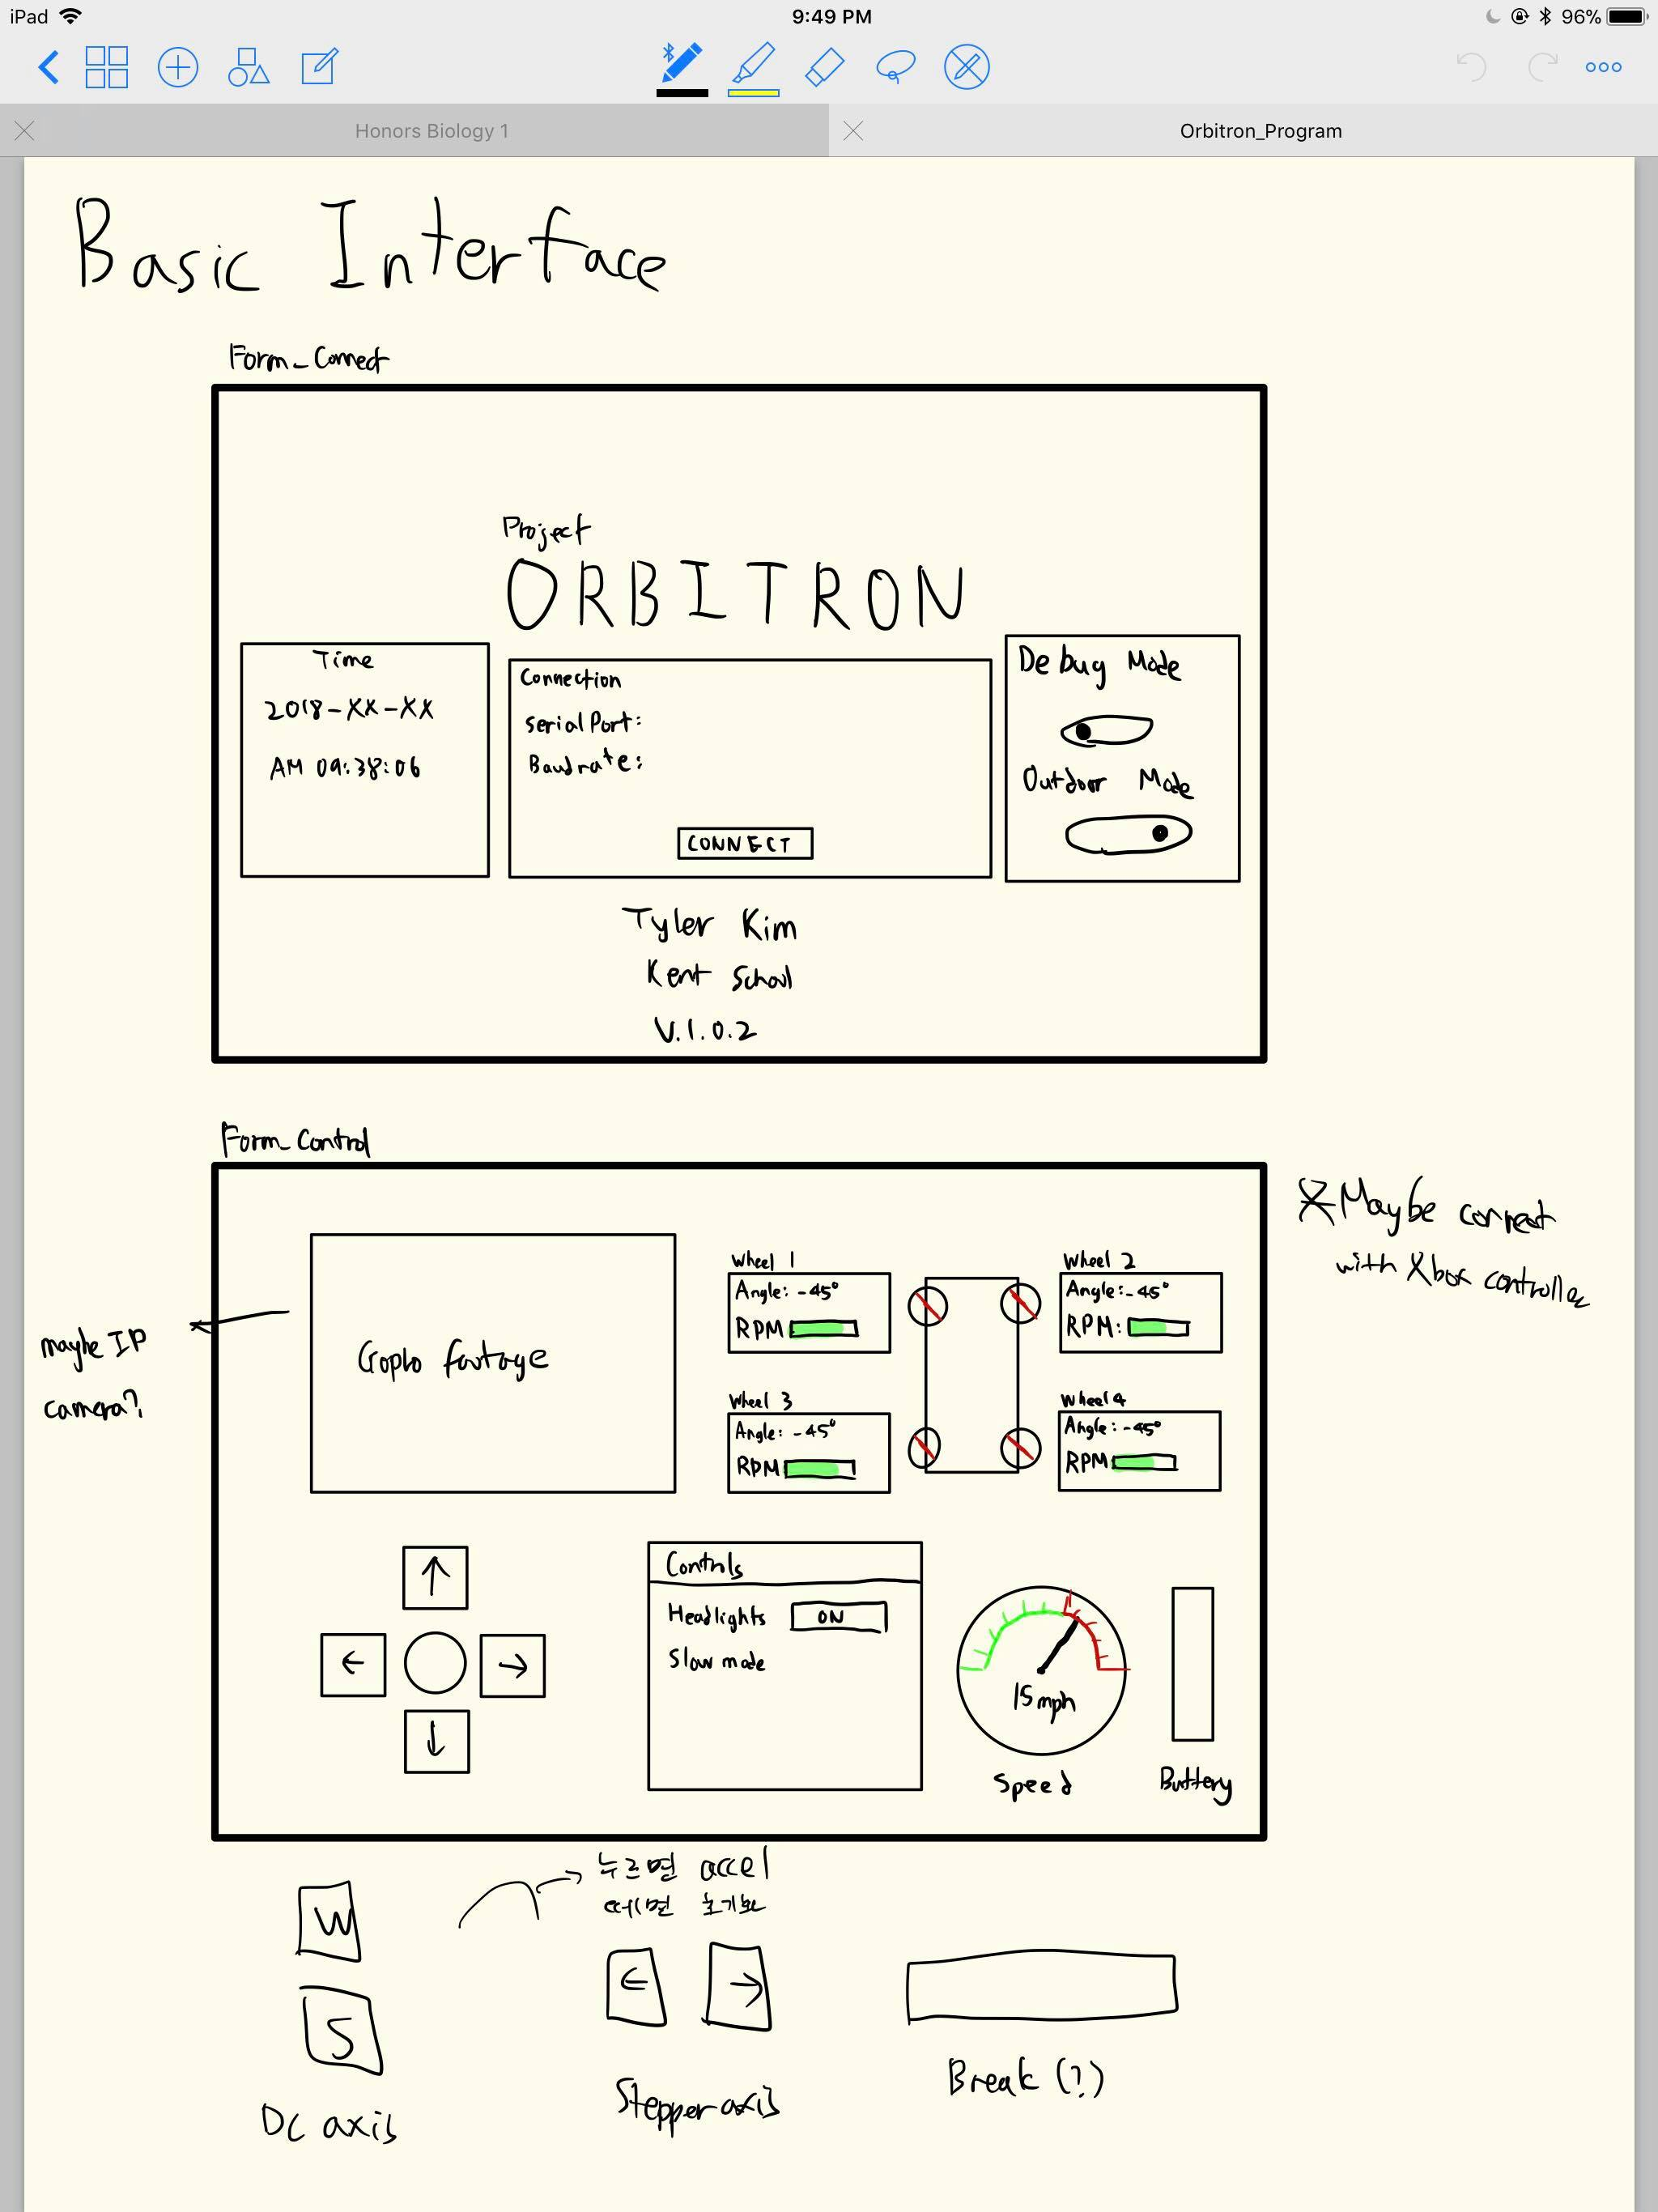 iPad 9:49 PM 96%
Honors Biology 1 Orbitron_Program
Basic Interface
Form_Connect
Project
ORBITRON
Time
2018-XX-XX
AM 09:38:06
Connection
Serial Port:
Baudrate:
CONNECT
Debug Mode
Outdoor Mode
Tyler Kim
Kent School
V.1.0.2
Form_Control
※Maybe connect
with Xbox controller
maybe IP
camera?
GoPro footage
Wheel 1
Angle: -45°
RPM
Wheel 2
Angle: -45°
RPM:
Wheel 3
Angle: -45°
RPM
Wheel 4
Angle: -45°
RPM
↑
← →
↓
Controls
Headlights ON
Slow mode
15mph
Speed
Battery
누르면 accel
떼면 초기화
W
S
DC axis
← →
Stepper axis
Break (?)